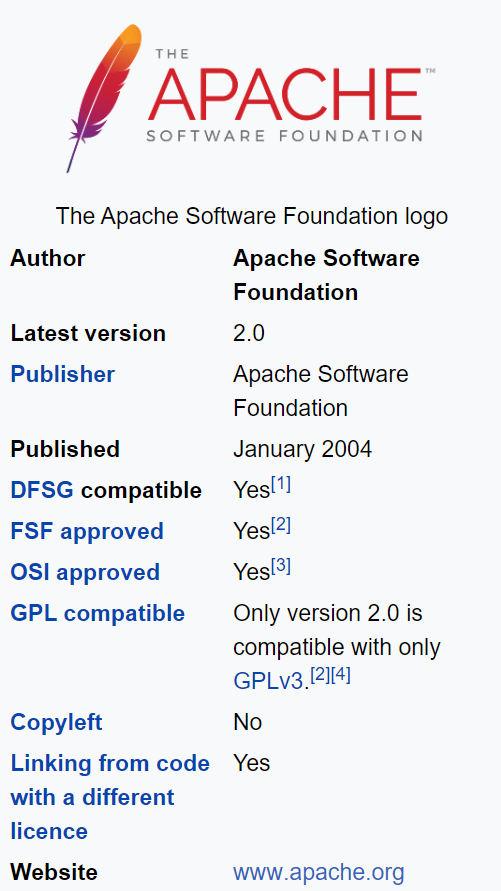 THE
APACHE™
SOFTWARE FOUNDATION
The Apache Software Foundation logo
Author Apache Software
Foundation
Latest version 2.0
Publisher Apache Software
Foundation
Published January 2004
DFSG compatible Yes[1]
FSF approved Yes[2]
OSI approved Yes[3]
GPL compatible Only version 2.0 is
compatible with only
GPLv3.[2][4]
Copyleft No
Linking from code Yes
with a different
licence
Website www.apache.org